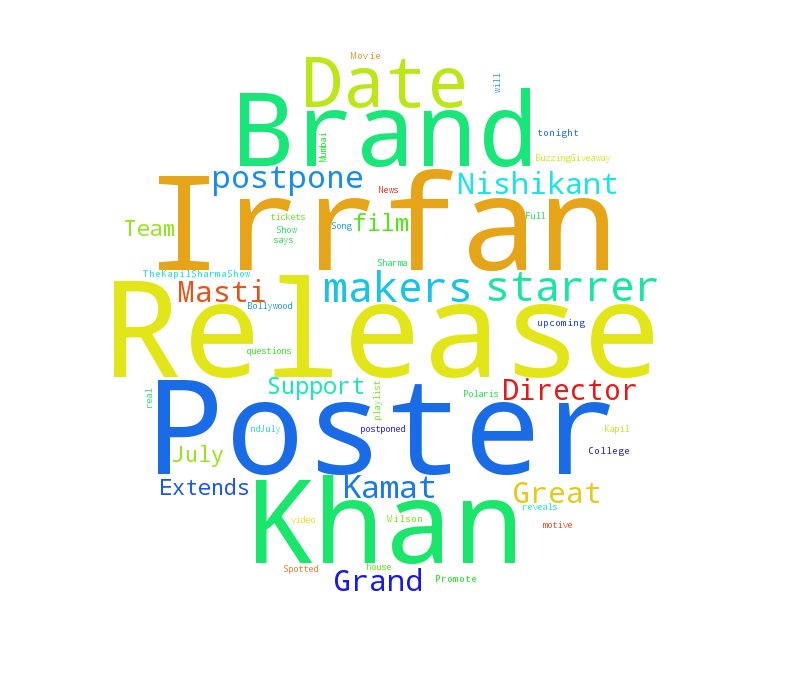 Movie
Date
will
Brand
tonight
Mumbai
BuzzingGiveaway
postpone
News
Nishikant
Irrfan
tickets
Full
Team
Show
Song
film
says
Sharma
TheKapilSharmaShow
Masti
makers
starrer
Bollywood
Release
upcoming
questions
Support
Director
real
playlist
Polaris
Poster
ndJuly
postponed
Kapil
July
College
Extends
Kamat
Great
Khan
reveals
video
Wilson
motive
Spotted
house
Grand
Promote